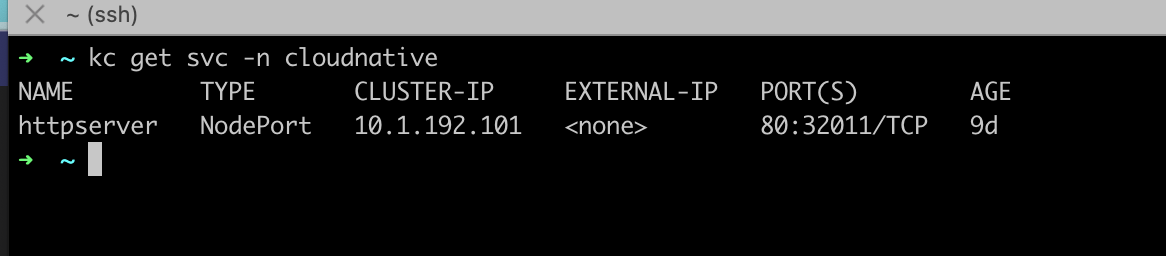 ~ (ssh)
➜ ~ kc get svc -n cloudnative
NAME TYPE CLUSTER-IP EXTERNAL-IP PORT(S) AGE
httpserver NodePort 10.1.192.101 <none> 80:32011/TCP 9d
➜ ~